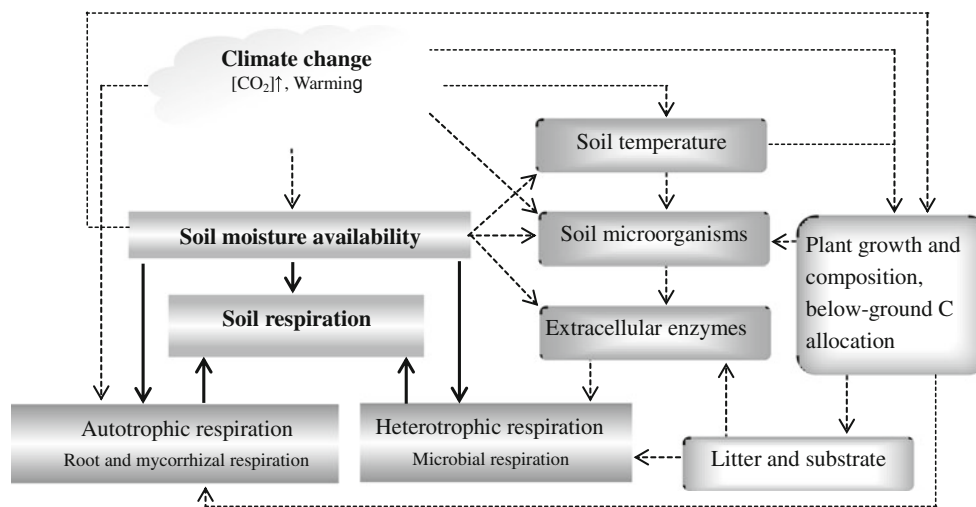 Climate change
[CO₂]↑, Warming
Soil temperature
Soil moisture availability
Soil microorganisms
Plant growth and
composition,
below-ground C
allocation
Soil respiration
Extracellular enzymes
Autotrophic respiration
Root and mycorrhizal respiration
Heterotrophic respiration
Microbial respiration
Litter and substrate